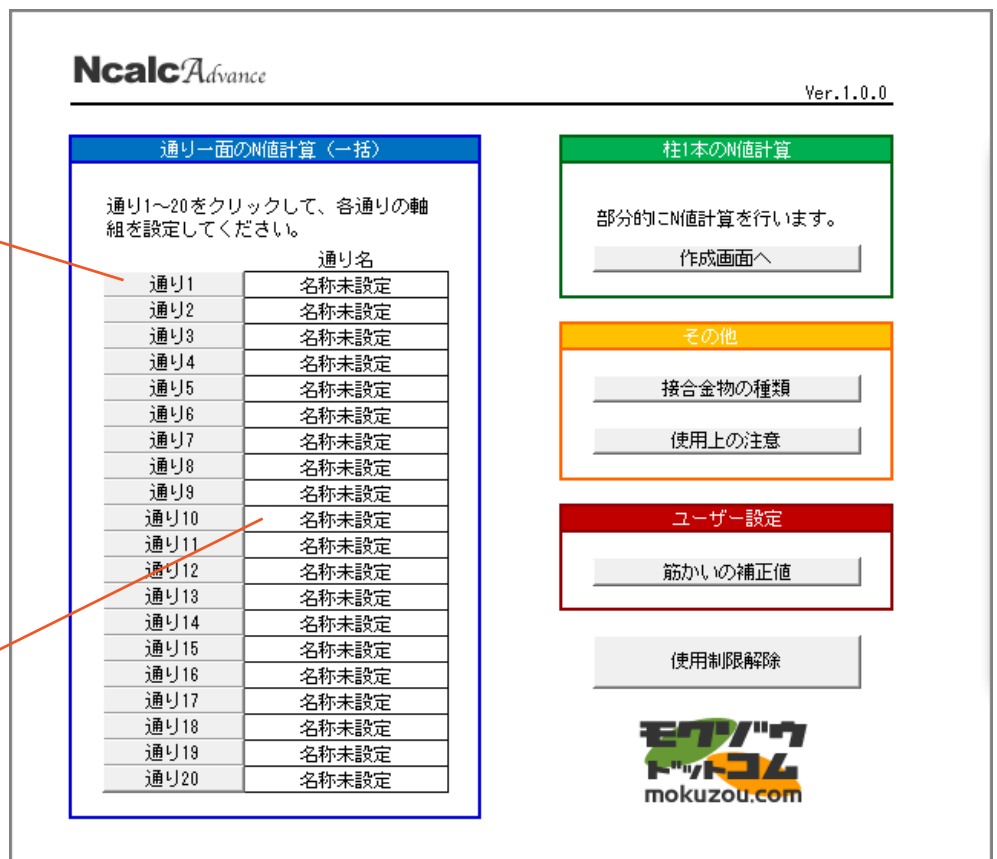 NcalcAdvance
Ver.1.0.0
通り一面のN値計算（一括）
通り1～20をクリックして、各通りの軸
組を設定してください。
通り名
通り1 名称未設定
通り2 名称未設定
通り3 名称未設定
通り4 名称未設定
通り5 名称未設定
通り6 名称未設定
通り7 名称未設定
通り8 名称未設定
通り9 名称未設定
通り10 名称未設定
通り11 名称未設定
通り12 名称未設定
通り13 名称未設定
通り14 名称未設定
通り15 名称未設定
通り16 名称未設定
通り17 名称未設定
通り18 名称未設定
通り19 名称未設定
通り20 名称未設定
柱1本のN値計算
部分的にN値計算を行います。
作成画面へ
その他
接合金物の種類
使用上の注意
ユーザー設定
筋かいの補正値
使用制限解除
モクゾウ
ドットコム
mokuzou.com